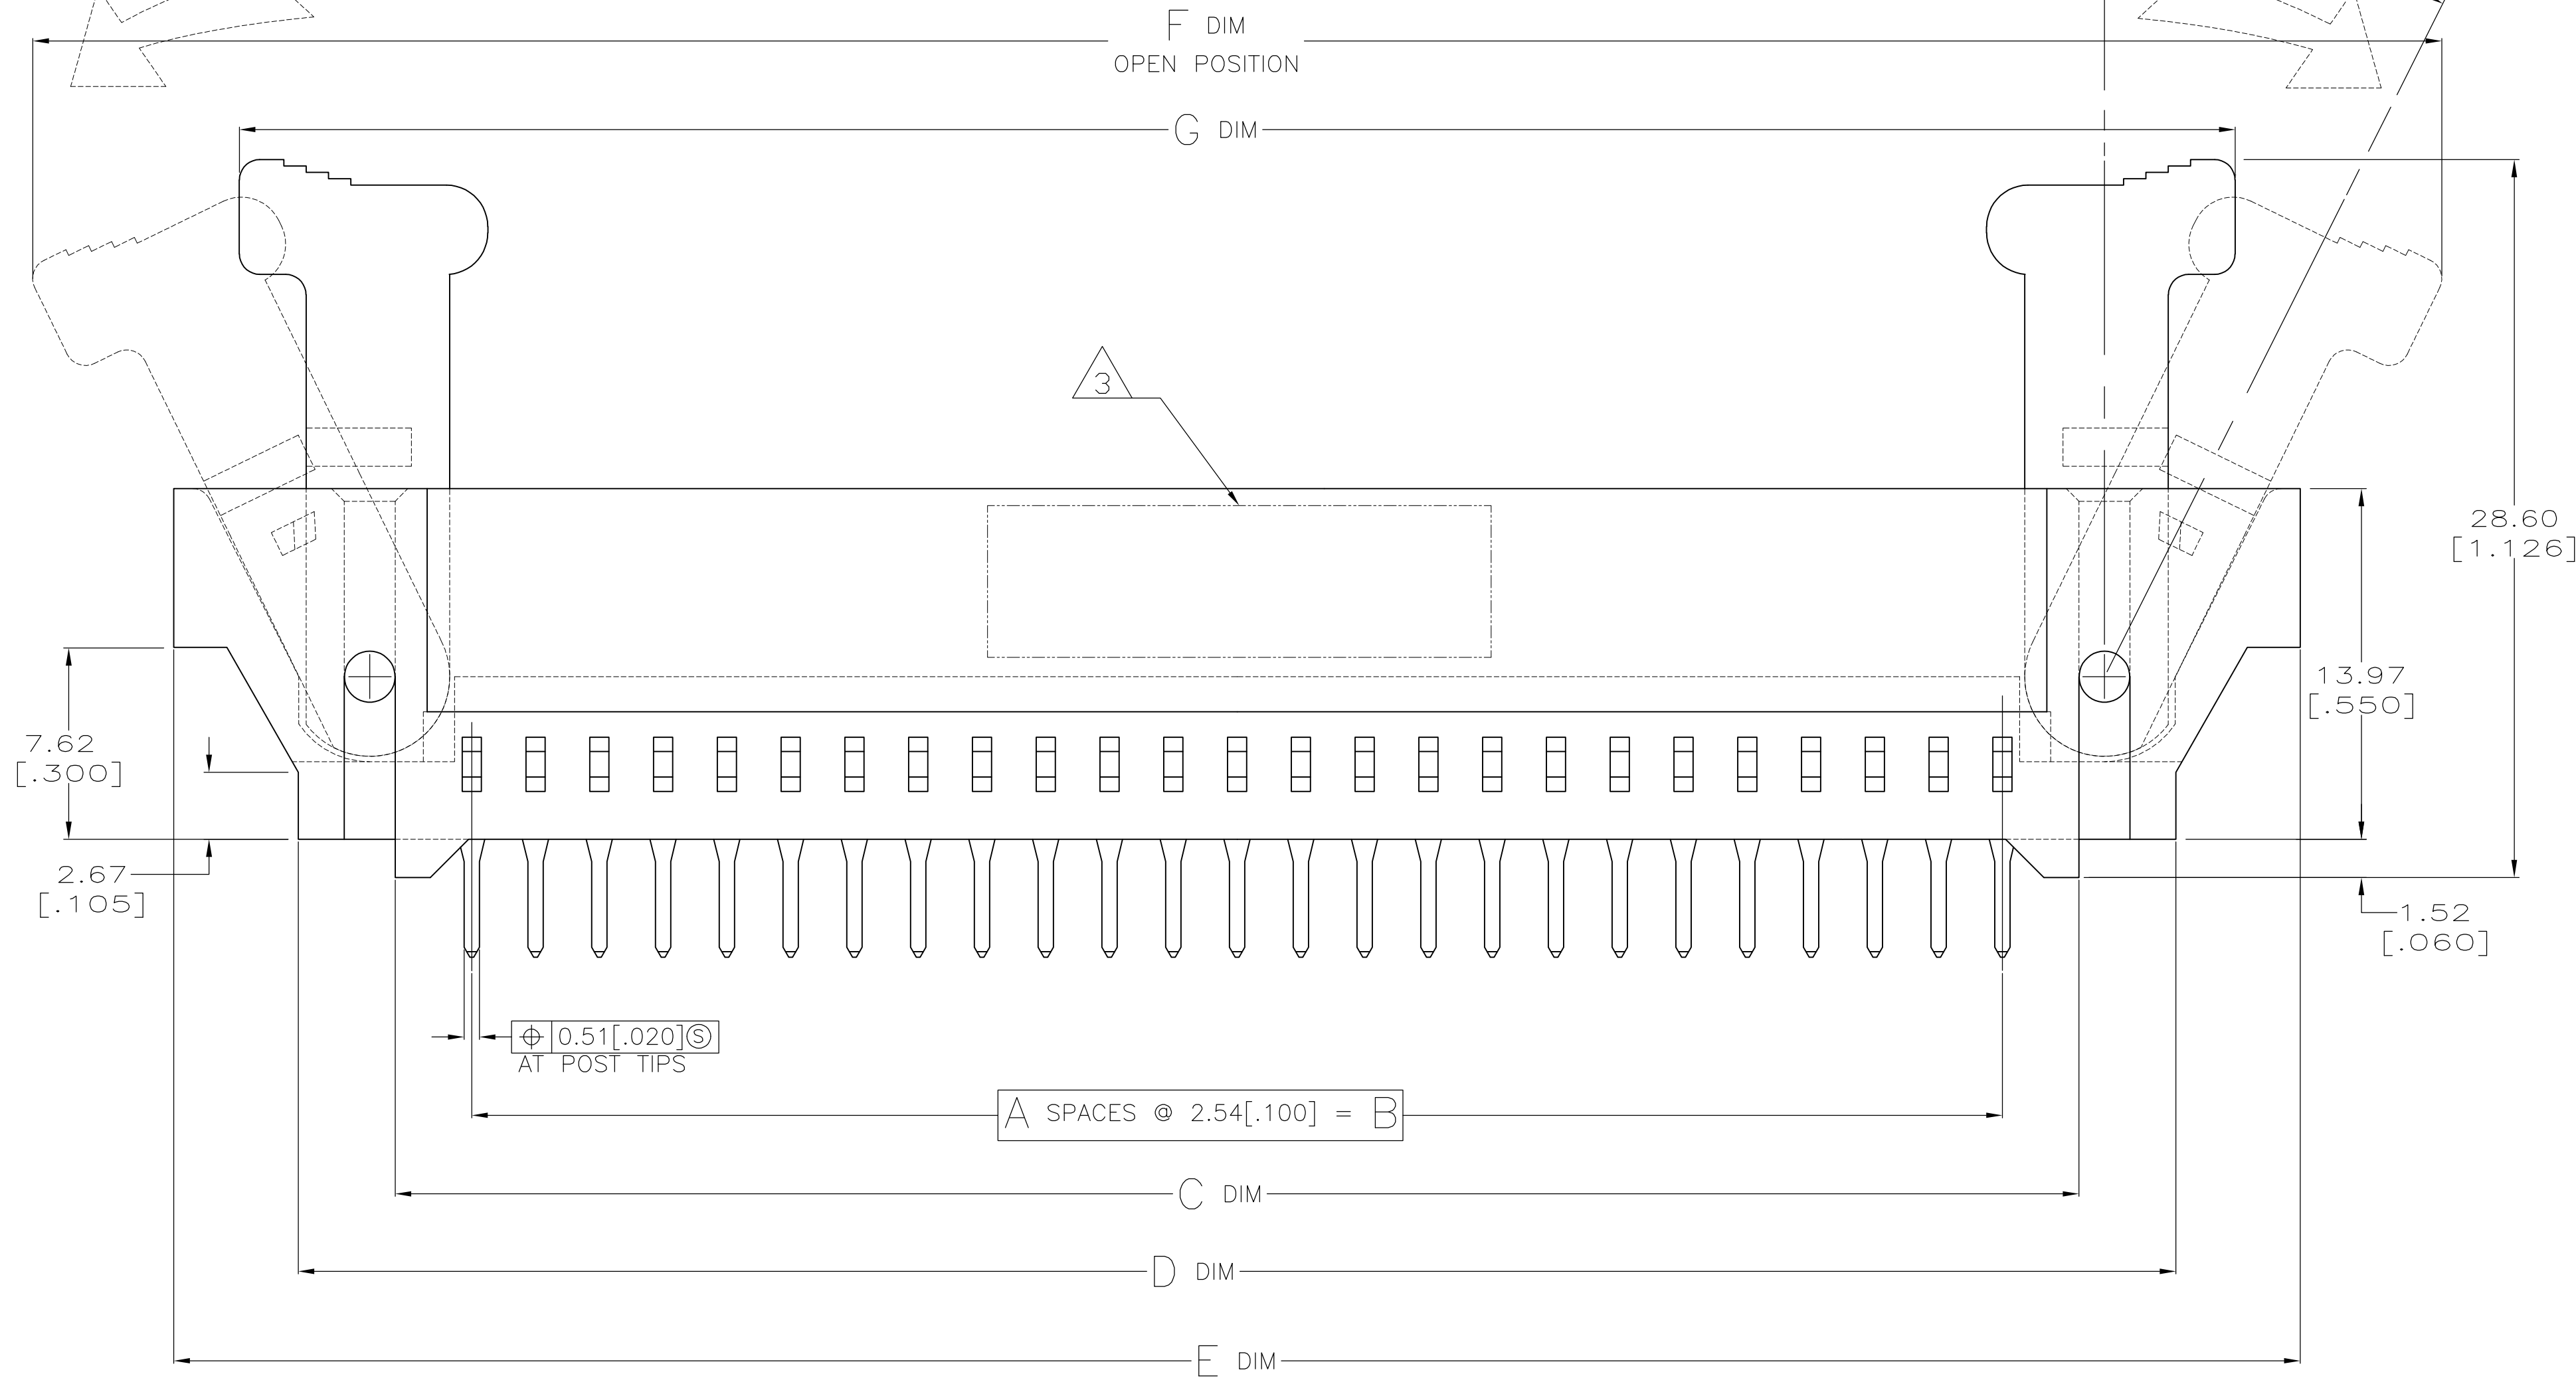 F DIM
OPEN POSITION
G DIM
3
28.60
[1.126]
13.97
[.550]
7.62
[.300]
2.67
[.105]
1.52
[.060]
⌖ 0.51[.020]Ⓢ
AT POST TIPS
A SPACES @ 2.54[.100] = B
C DIM
D DIM
E DIM